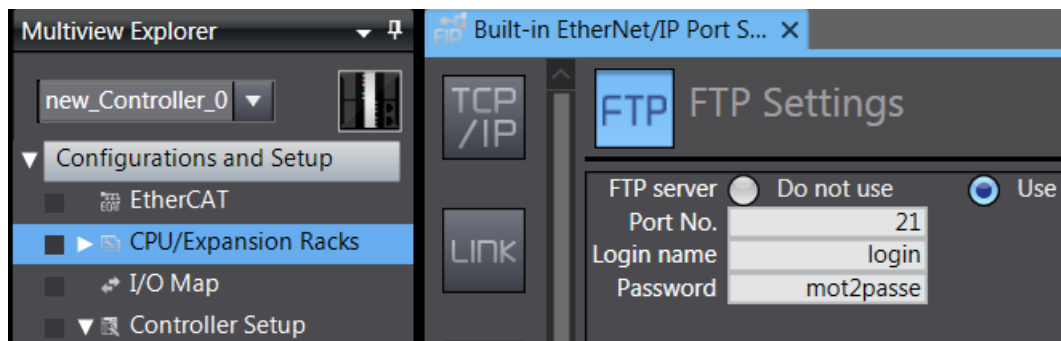 Multiview Explorer
new_Controller_0
Configurations and Setup
EtherCAT
CPU/Expansion Racks
I/O Map
Controller Setup
Built-in EtherNet/IP Port S...
TCP
/IP
LINK
FTP
FTP Settings
FTP server Do not use Use
Port No. 21
Login name login
Password mot2passe